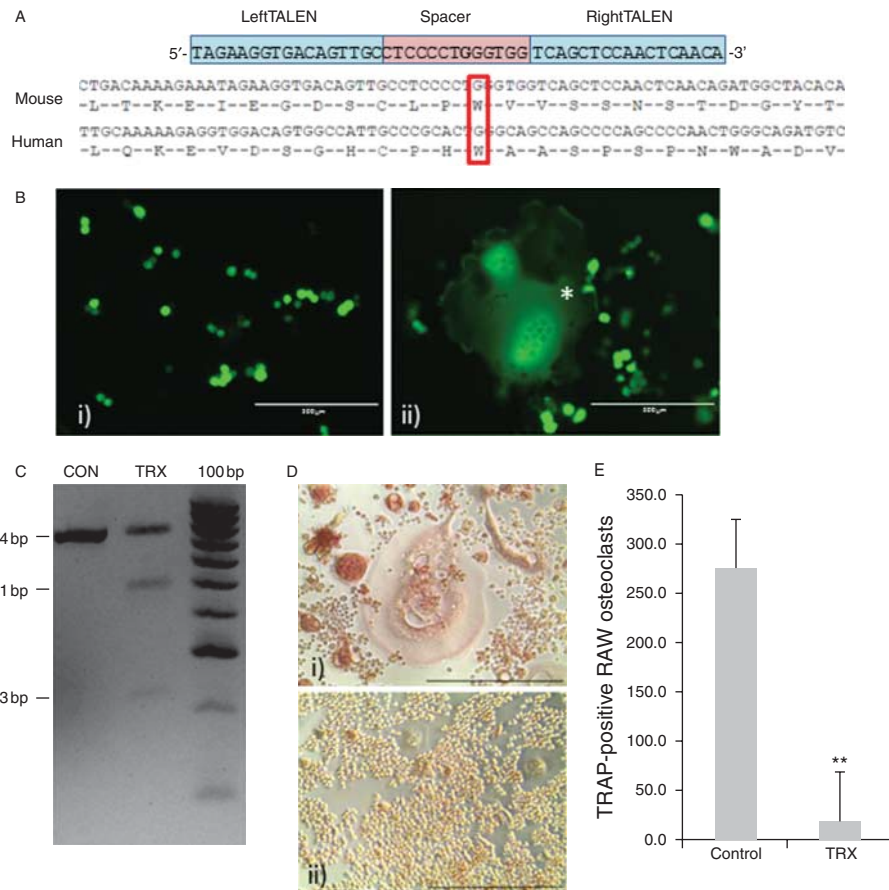 A
LeftTALEN Spacer RightTALEN
5′- TAGAAGGTGACAGTTGCCTCCCCTGGGTGGTCAGCTCCAACTCAACA -3′
CTGACAAAAGAAATAGAAGGTGACAGTTGCCTCCCCTGGGTGGTCAGCTCCAACTCAACAGATGGCTACACA
Mouse
--L--T--K--E--I--E--G--D--S--C--L--P--W--V--V--S--S--N--S--T--D--G--Y--T-
TTGCAAAAAGAGGTGGACAGTGGCCATTGCCCGCACTGGGCAGCCAGCCCCAGCCCCAACTGGGCAGATGTC
Human
--L--Q--K--E--V--D--S--G--H--C--P--H--W--A--A--S--P--S--P--N--W--A--D--V-
B
i)
ii)
*
C
CON TRX 100 bp
4 bp
1 bp
3 bp
D
i)
ii)
E
TRAP-positive RAW osteoclasts
350.0
300.0
250.0
200.0
150.0
100.0
50.0
0.0
**
Control TRX